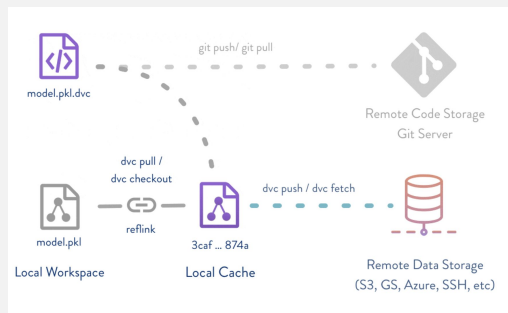 git push/ git pull
model.pkl.dvc
Remote Code Storage
Git Server
dvc pull /
dvc checkout
dvc push / dvc fetch
reflink
model.pkl
3caf ... 874a
Local Workspace
Local Cache
Remote Data Storage
(S3, GS, Azure, SSH, etc)